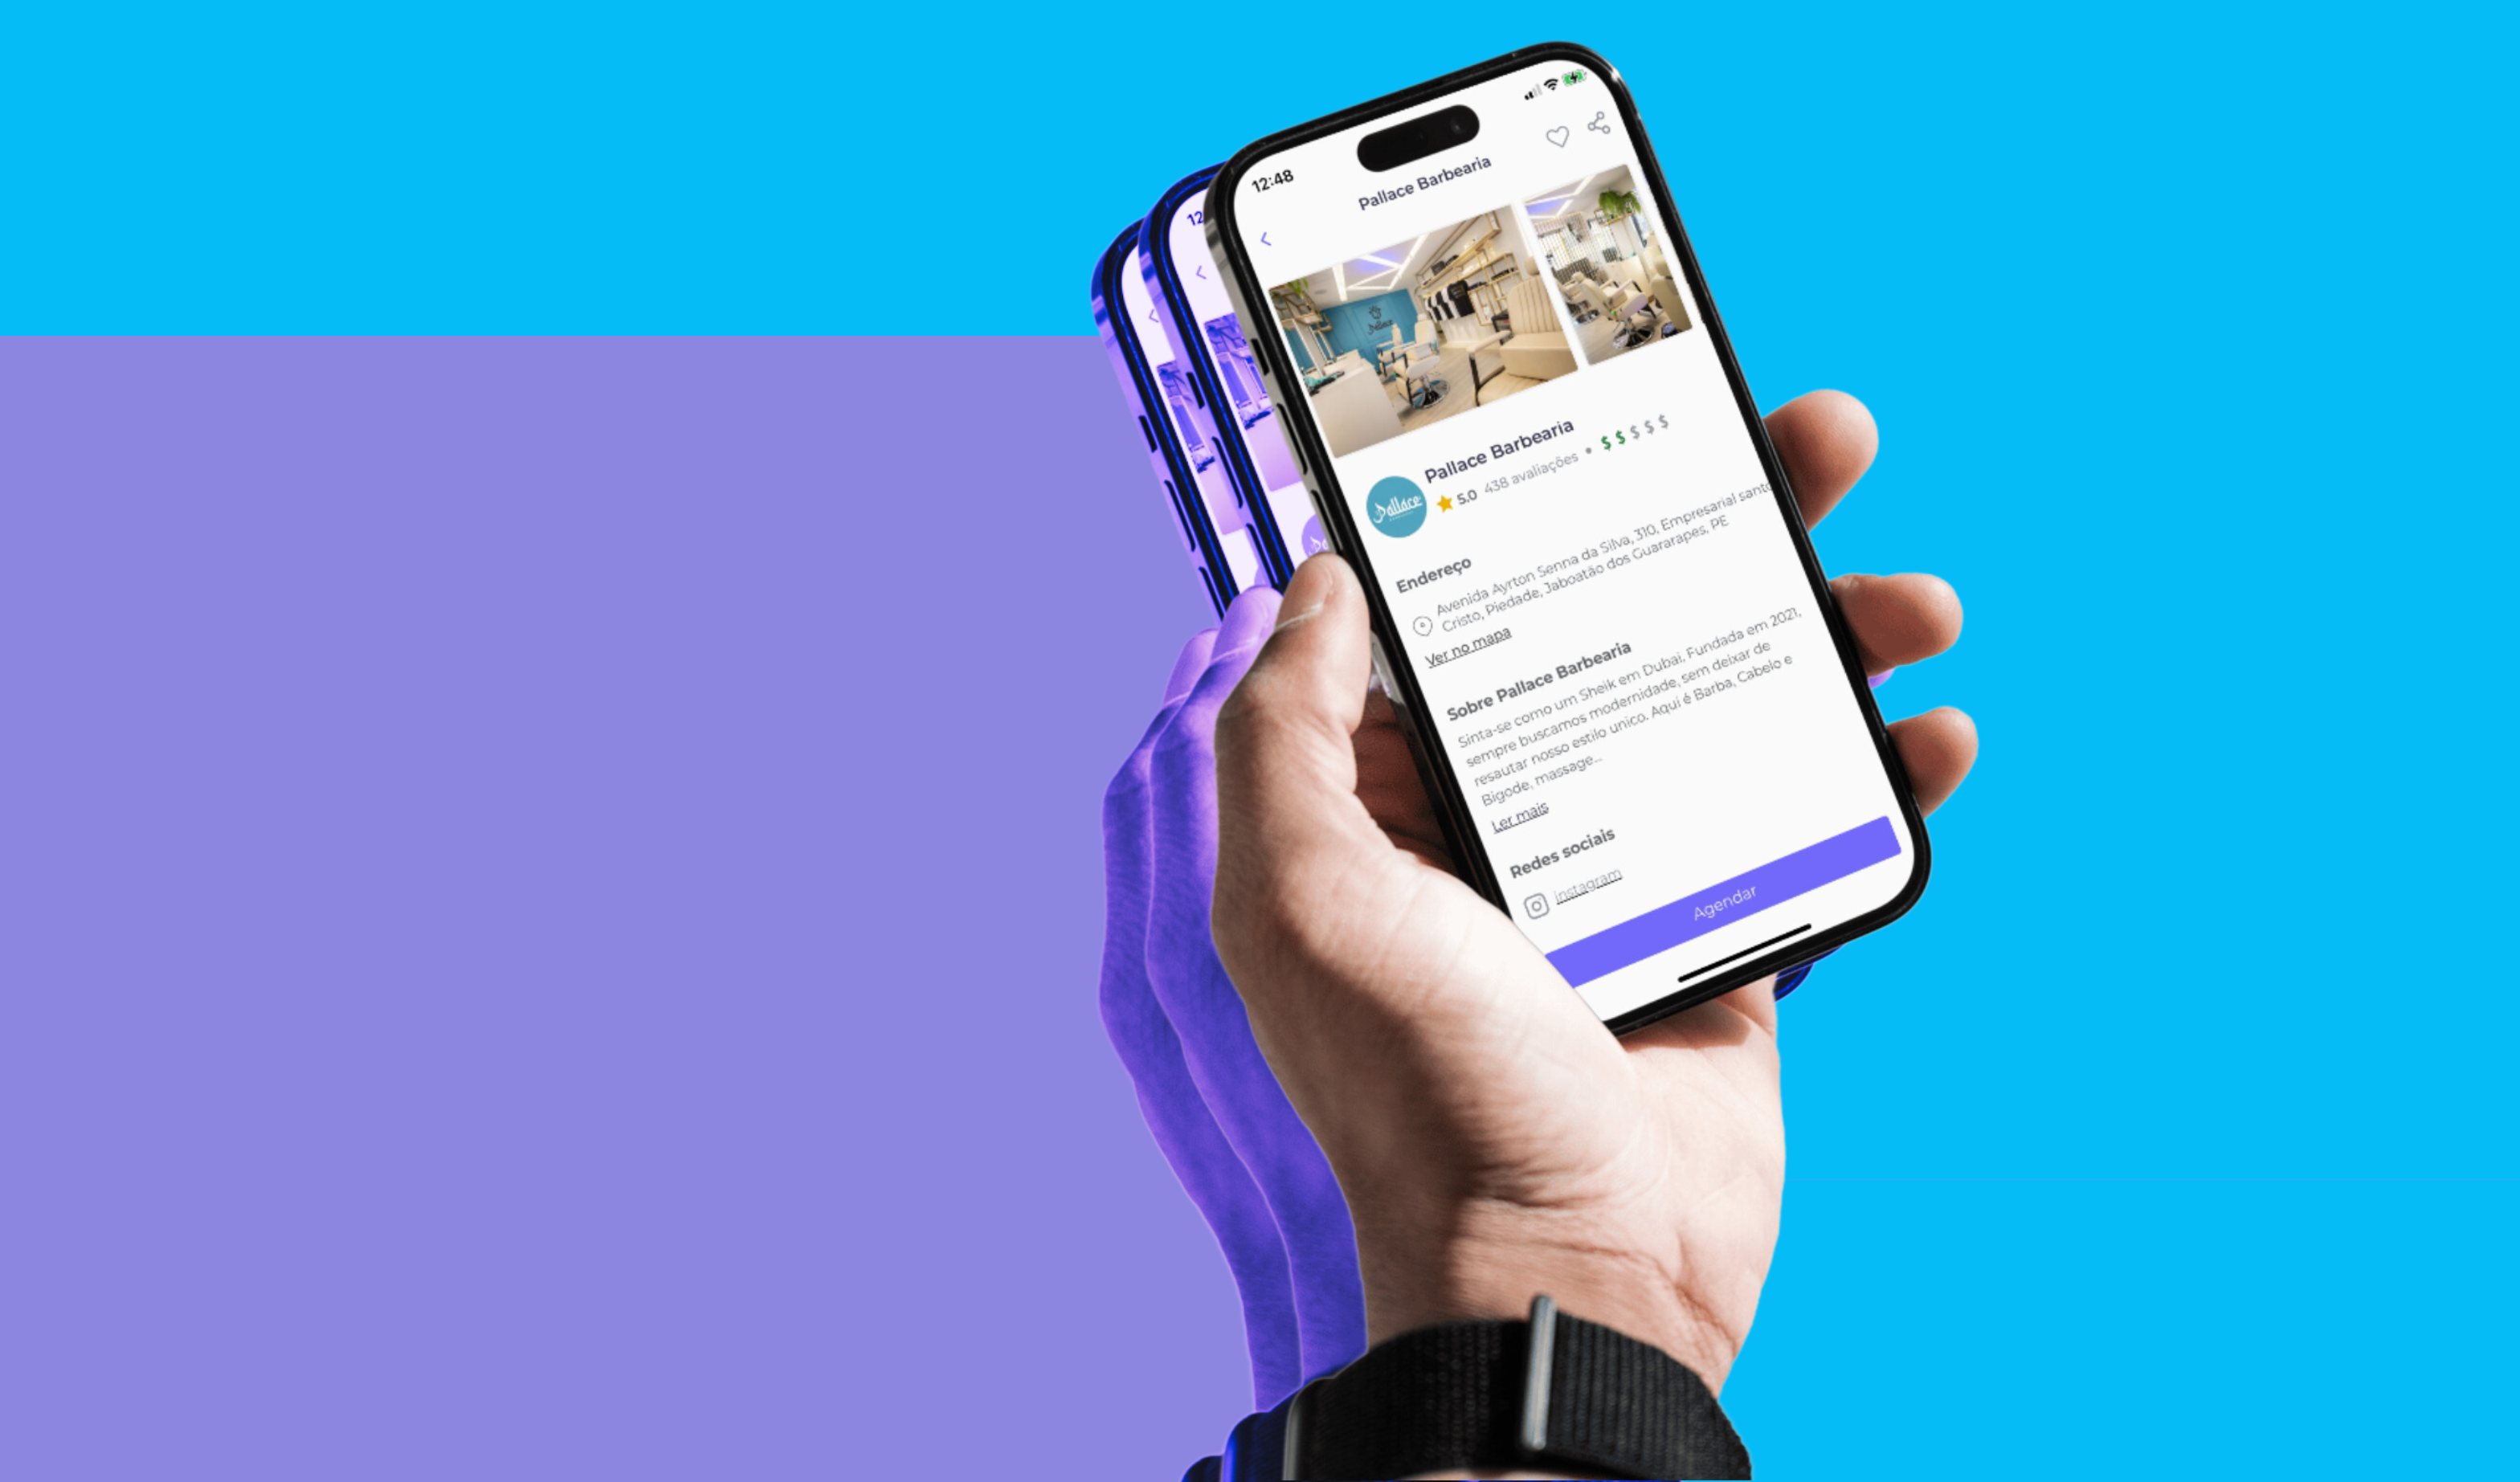 12:48
Pallace Barbearia
Pallace
Pallace Barbearia
5.0 438 avaliações • $ $ $ $ $
Pallace
Endereço
Avenida Ayrton Senna da Silva, 310, Empresarial santo
Cristo, Piedade, Jaboatão dos Guararapes, PE
Ver no mapa
Sobre Pallace Barbearia
Sinta-se como um Sheik em Dubai, Fundada em 2021,
sempre buscamos modernidade, sem deixar de
resautar nosso estilo unico. Aqui é Barba, Cabelo e
Bigode, massage...
Ler mais
Redes sociais
instagram
Agendar
12